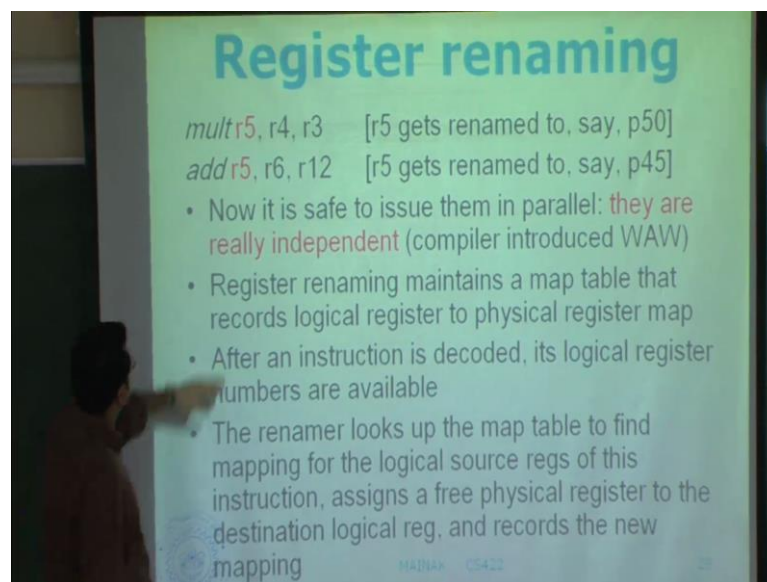 Register renaming
mult r5, r4, r3 [r5 gets renamed to, say, p50]
add r5, r6, r12 [r5 gets renamed to, say, p45]
• Now it is safe to issue them in parallel: they are
really independent (compiler introduced WAW)
• Register renaming maintains a map table that
records logical register to physical register map
• After an instruction is decoded, its logical register
numbers are available
• The renamer looks up the map table to find
mapping for the logical source regs of this
instruction, assigns a free physical register to the
destination logical reg, and records the new
mapping
MAINAK CS422